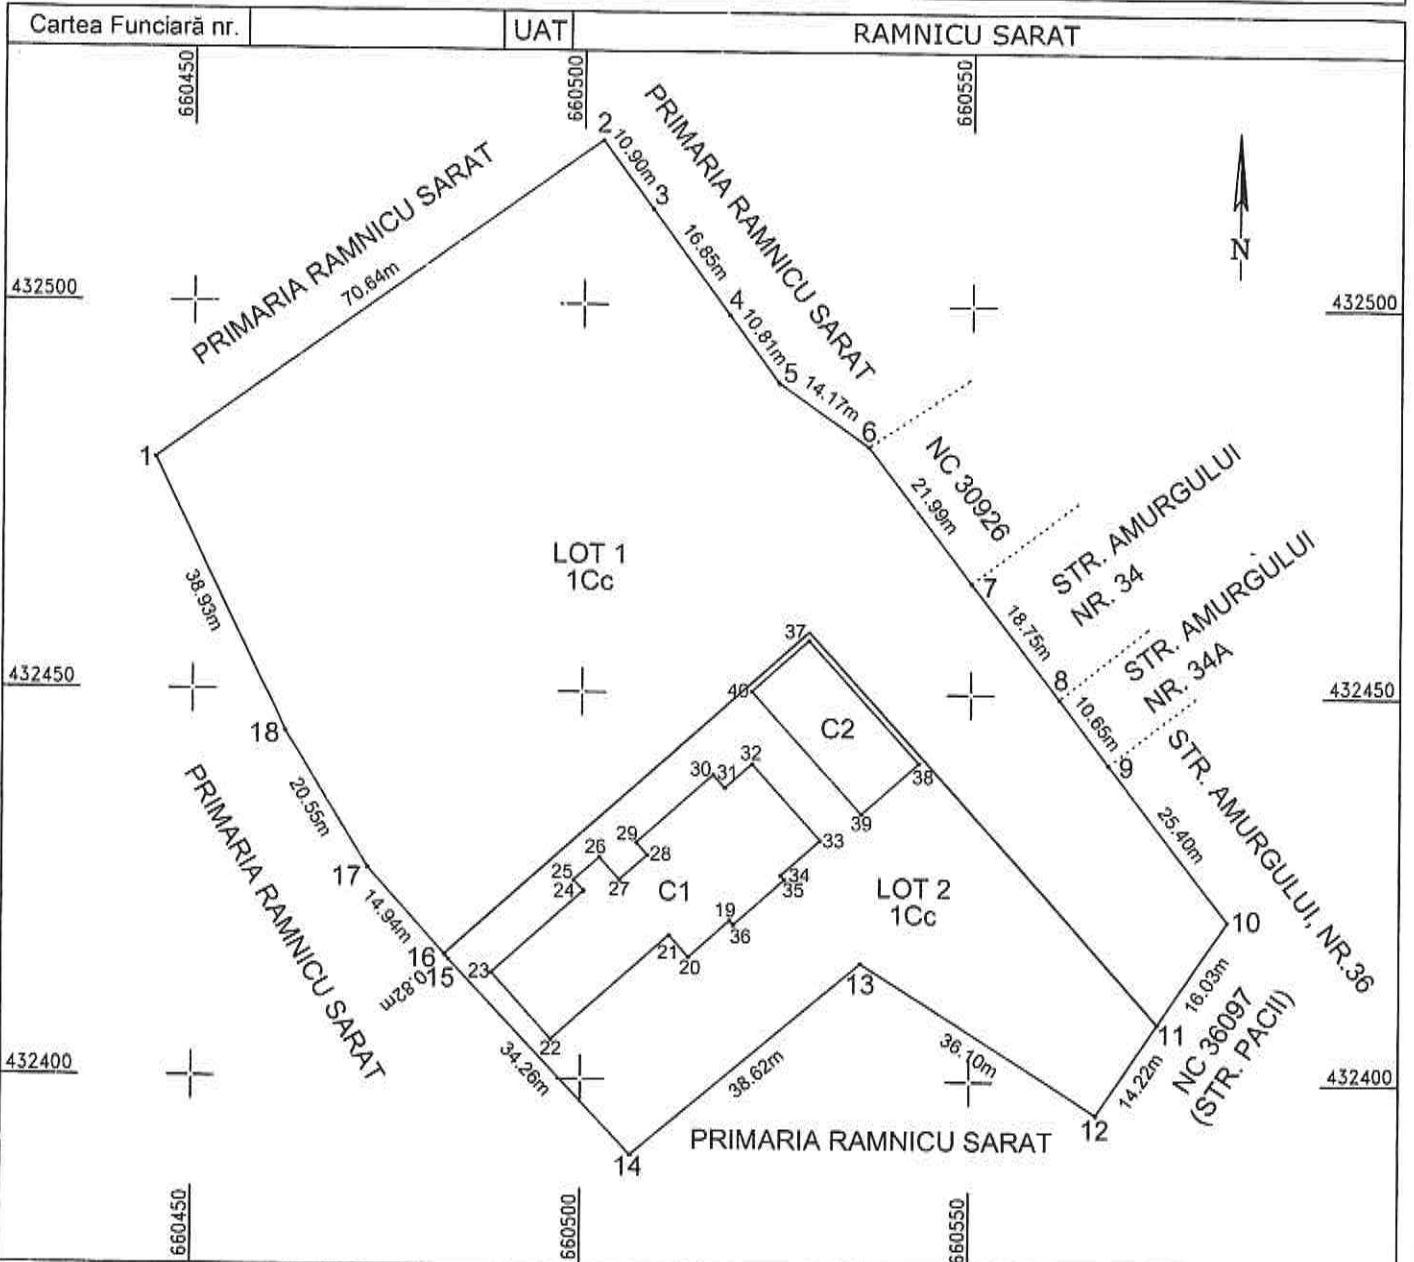 Cartea Funciară nr.
UAT
RAMNICU SARAT
660450
660500
660550
2
10.90m
PRIMARIA RAMNICU SARAT
PRIMARIA RAMNICU SARAT
3
N
70.64m
16.85m
432500
4
432500
10.81m
5
14.17m
6
1
NC 30926
21.99m
STR. AMURGULUI
NR. 34
LOT 1
1Cc
7
38.93m
18.75m
STR. AMURGULUI
NR. 34A
37
432450
40
8
432450
10.65m
18
C2
9
STR. AMURGULUI, NR.36
32
30
31
38
20.55m
PRIMARIA RAMNICU SARAT
39
25.40m
29
33
26
28
17
25
24
27
C1
34
35
LOT 2
1Cc
14.94m
19
10
36
16
15
23
21
20
0.82m
13
16.03m
11
22
432400
34.26m
36.10m
NC 36097
(STR. PACII)
432400
38.62m
14.22m
12
PRIMARIA RAMNICU SARAT
14
660450
660500
660550